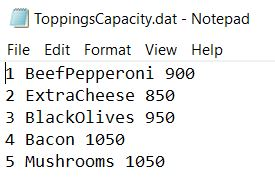 ToppingsCapacity.dat - Notepad
File Edit Format View Help
1 BeefPepperoni 900
2 ExtraCheese 850
3 BlackOlives 950
4 Bacon 1050
5 Mushrooms 1050